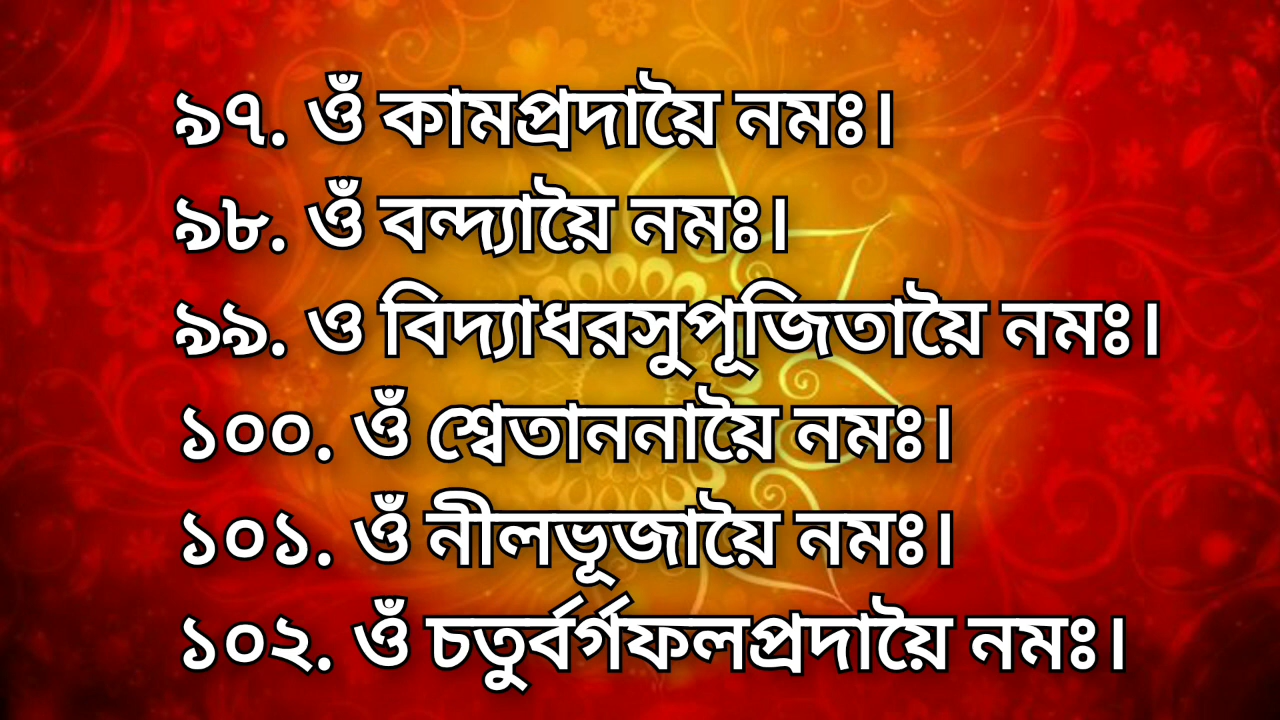 ৯৭. ওঁ কামপ্রদায়ৈ নমঃ।
৯৮. ওঁ বন্দ্যায়ৈ নমঃ।
৯৯. ও বিদ্যাধরসুপূজিতায়ৈ নমঃ।
১০০. ওঁ শ্বেতাননায়ৈ নমঃ।
১০১. ওঁ নীলভূজায়ৈ নমঃ।
১০২. ওঁ চতুর্বর্গফলপ্রদায়ৈ নমঃ।